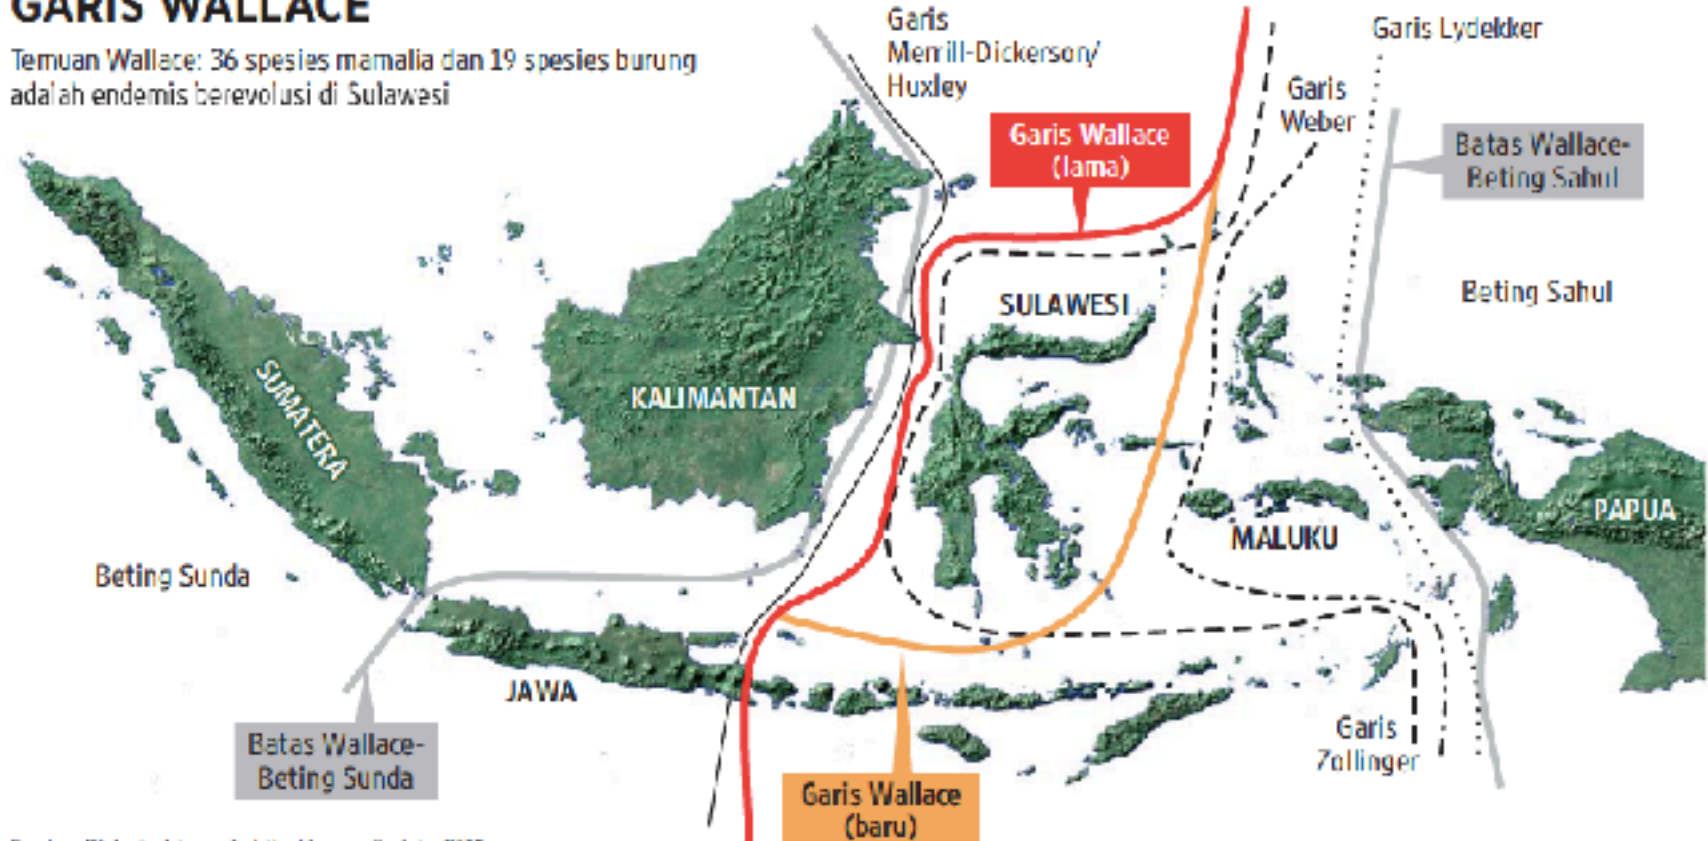 GARIS WALLACE
Temuan Wallace: 36 spesies mamalia dan 19 spesies burung
adalah endemis berevolusi di Sulawesi
Garis
Merrill-Dickerson/
Huxley
Garis Lydekker
Garis
Weber
Garis Wallace
(lama)
Batas Wallace-
Beting Sahul
Beting Sahul
SULAWESI
KALIMANTAN
SUMATERA
PAPUA
MALUKU
Beting Sunda
JAWA
Batas Wallace-
Beting Sunda
Garis
Zollinger
Garis Wallace
(baru)